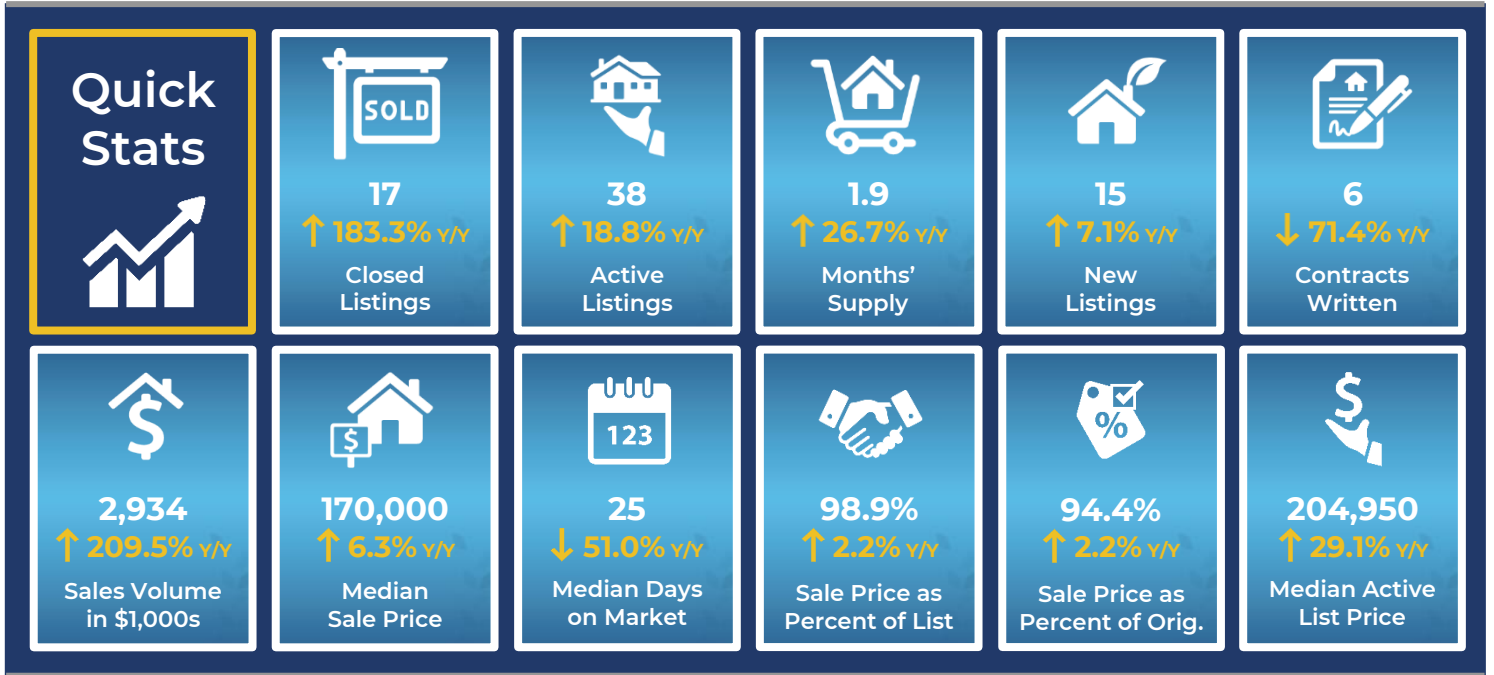 Quick
Stats
SOLD
17
↑ 183.3% Y/Y
Closed
Listings
38
↑ 18.8% Y/Y
Active
Listings
1.9
↑ 26.7% Y/Y
Months’
Supply
15
↑ 7.1% Y/Y
New
Listings
6
↓ 71.4% Y/Y
Contracts
Written
$
2,934
↑ 209.5% Y/Y
Sales Volume
in $1,000s
$
170,000
↑ 6.3% Y/Y
Median
Sale Price
123
25
↓ 51.0% Y/Y
Median Days
on Market
98.9%
↑ 2.2% Y/Y
Sale Price as
Percent of List
%
94.4%
↑ 2.2% Y/Y
Sale Price as
Percent of Orig.
$
204,950
↑ 29.1% Y/Y
Median Active
List Price